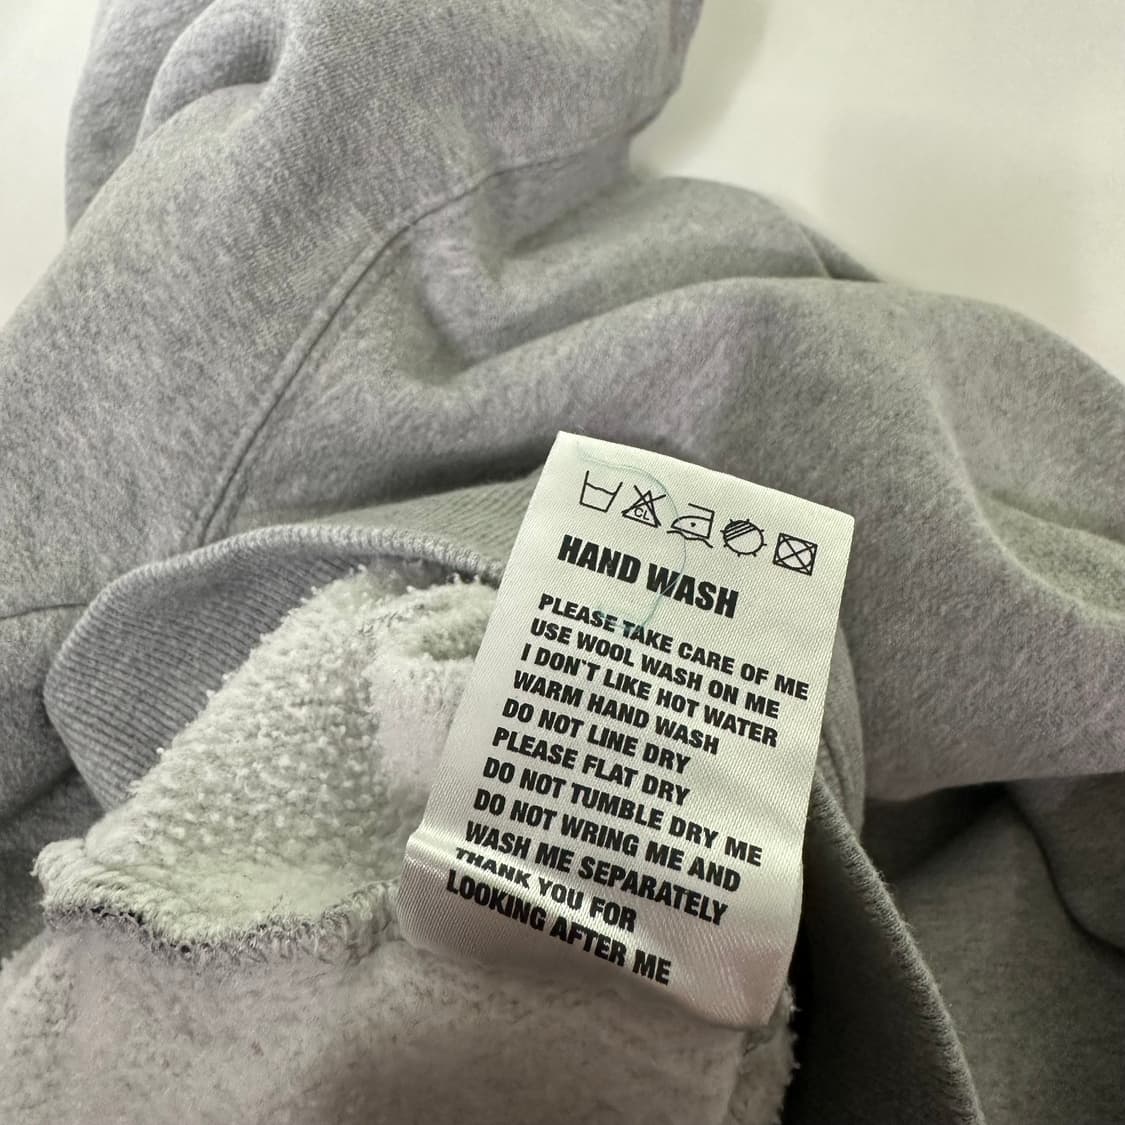 CL
HAND WASH
PLEASE TAKE CARE OF ME
USE WOOL WASH ON ME
I DON'T LIKE HOT WATER
WARM HAND WASH
DO NOT LINE DRY
PLEASE FLAT DRY
DO NOT TUMBLE DRY ME
DO NOT WRING ME AND
WASH ME SEPARATELY
THANK YOU FOR
LOOKING AFTER ME